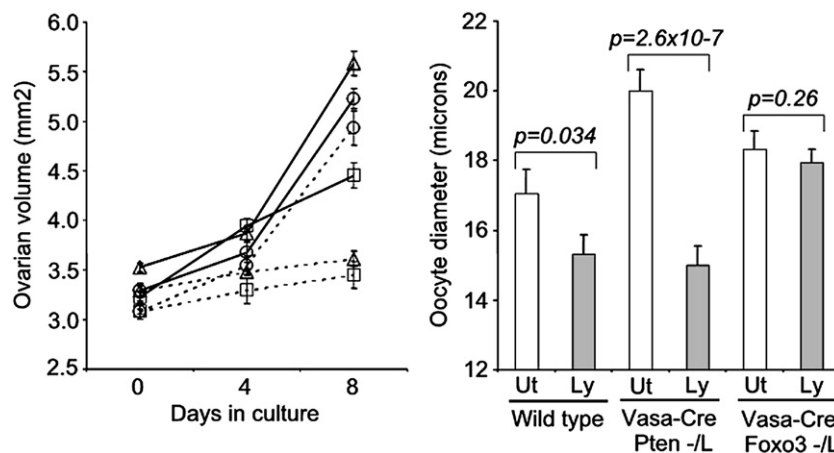 Ovarian volume (mm2)
6.0
5.5
5.0
4.5
4.0
3.5
3.0
2.5
0
4
8
Days in culture
Oocyte diameter (microns)
22
20
18
16
14
12
p=0.034
p=2.6x10-7
p=0.26
Ut Ly Ut Ly Ut Ly
Wild type
Vasa-Cre
Pten -/L
Vasa-Cre
Foxo3 -/L